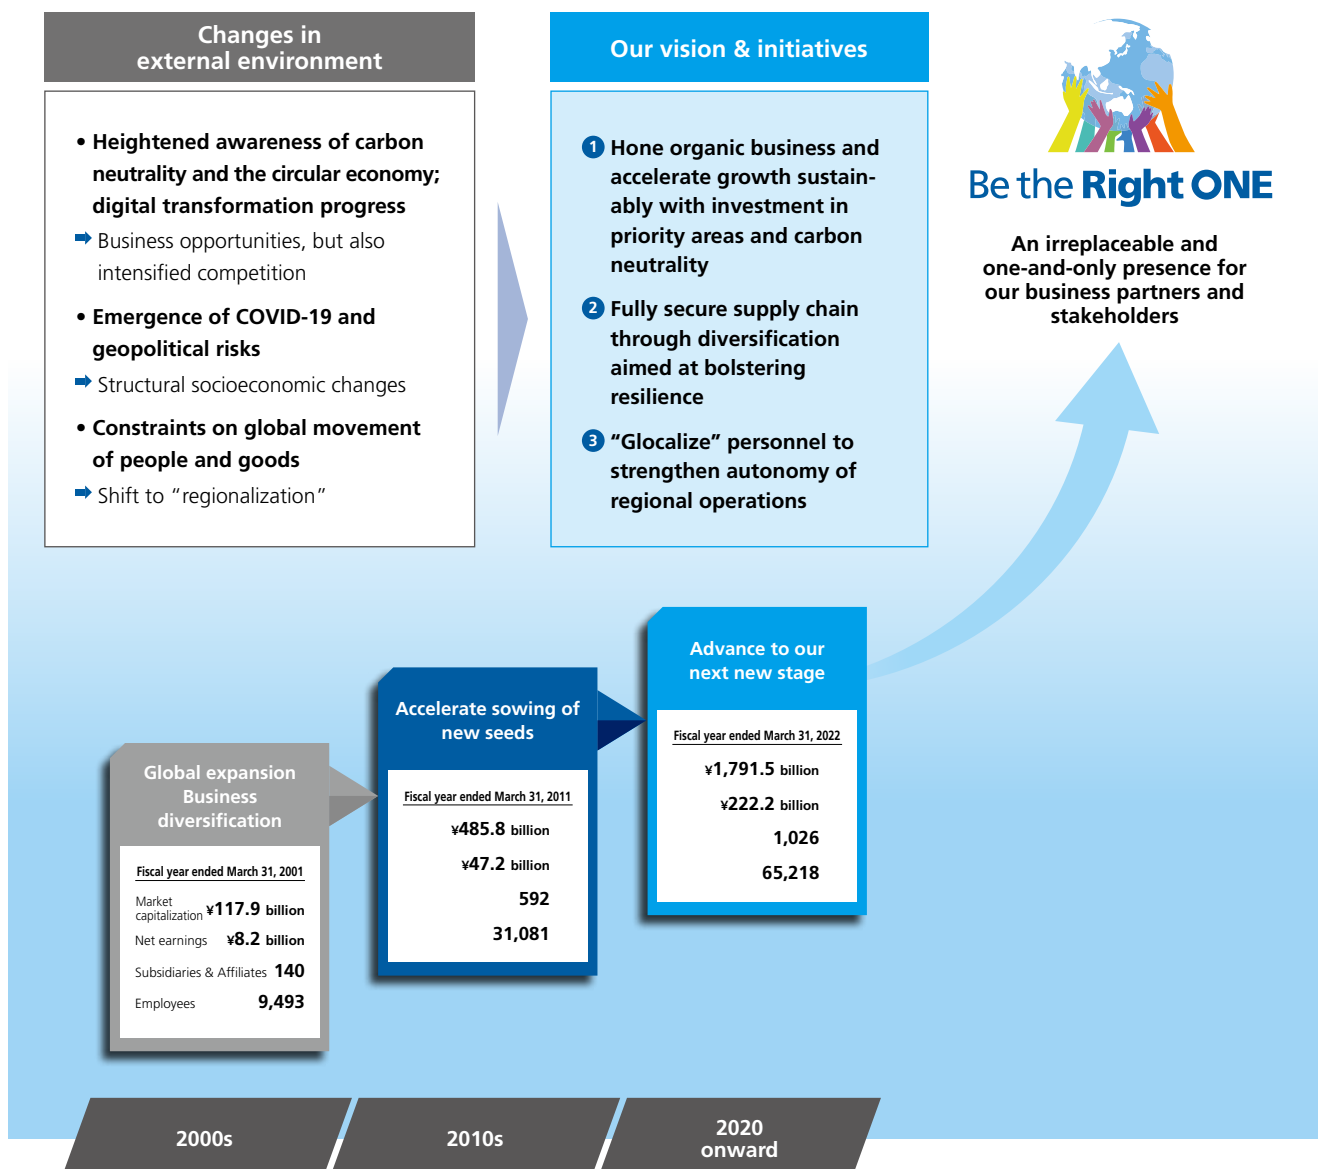 Changes in
external environment
• Heightened awareness of carbon
neutrality and the circular economy;
digital transformation progress
Business opportunities, but also
intensified competition
• Emergence of COVID-19 and
geopolitical risks
Structural socioeconomic changes
• Constraints on global movement
of people and goods
Shift to “regionalization”
Our vision & initiatives
1 Hone organic business and
accelerate growth sustain-
ably with investment in
priority areas and carbon
neutrality
2 Fully secure supply chain
through diversification
aimed at bolstering
resilience
3 “Glocalize” personnel to
strengthen autonomy of
regional operations
Be the Right ONE
An irreplaceable and
one-and-only presence for
our business partners and
stakeholders
Global expansion
Business
diversification
Fiscal year ended March 31, 2001
Market
capitalization ¥117.9 billion
Net earnings ¥8.2 billion
Subsidiaries & Affiliates 140
Employees 9,493
Accelerate sowing of
new seeds
Fiscal year ended March 31, 2011
¥485.8 billion
¥47.2 billion
592
31,081
Advance to our
next new stage
Fiscal year ended March 31, 2022
¥1,791.5 billion
¥222.2 billion
1,026
65,218
2000s
2010s
2020
onward